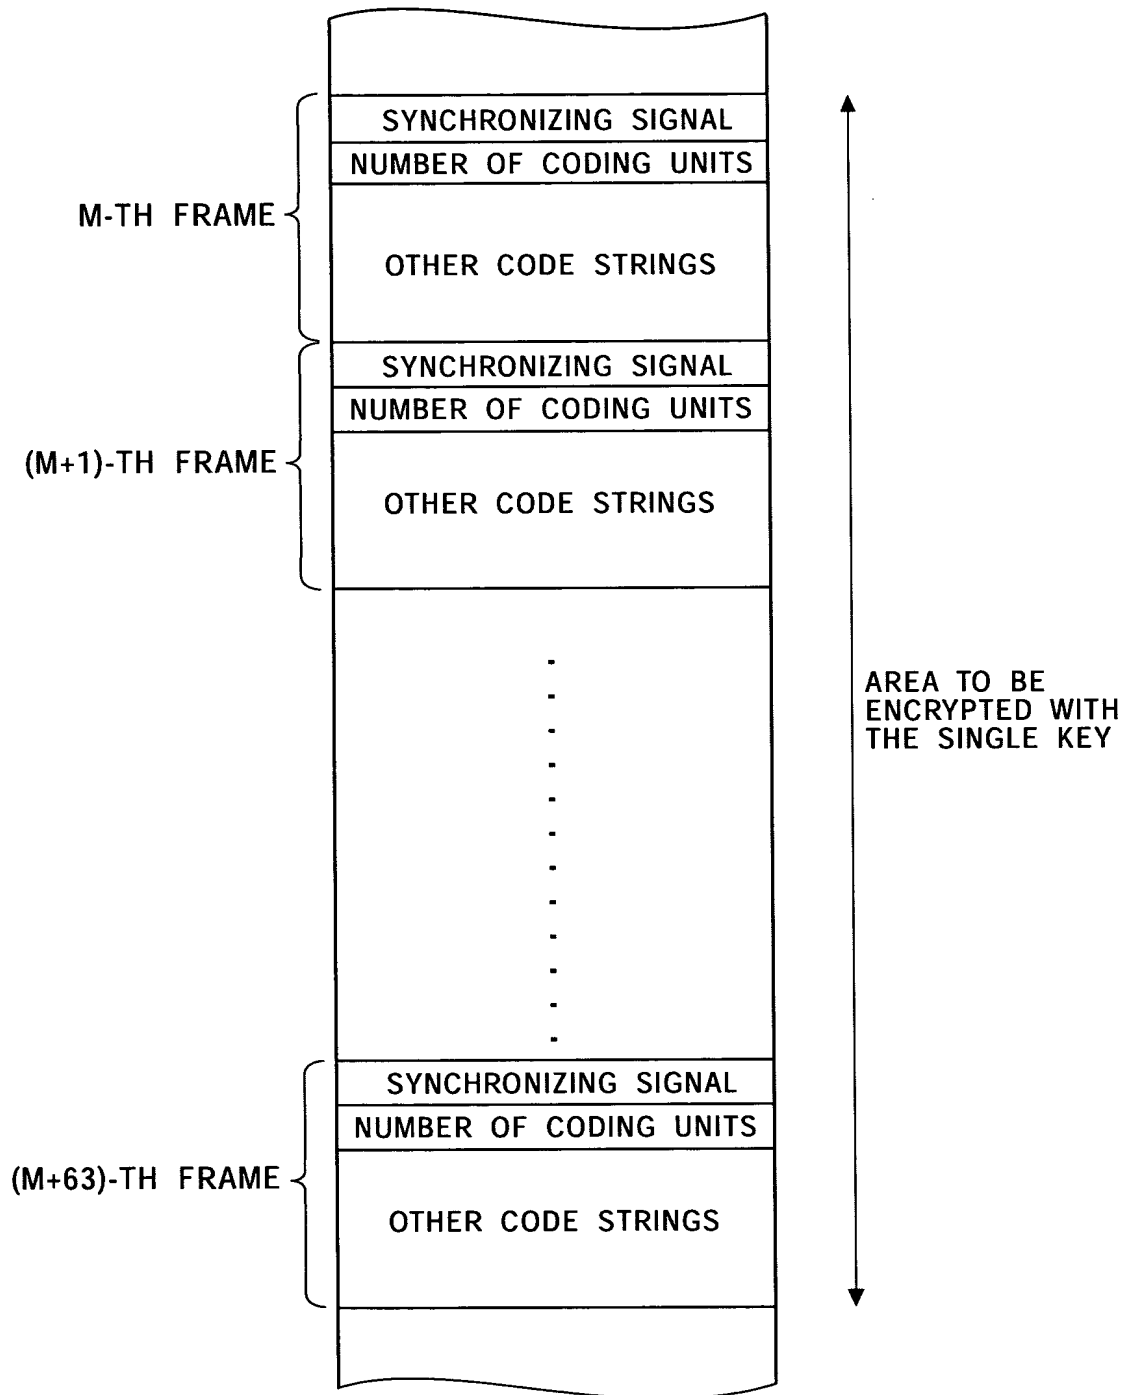 SYNCHRONIZING SIGNAL
NUMBER OF CODING UNITS
M-TH FRAME
OTHER CODE STRINGS
SYNCHRONIZING SIGNAL
NUMBER OF CODING UNITS
(M+1)-TH FRAME
OTHER CODE STRINGS
AREA TO BE
ENCRYPTED WITH
THE SINGLE KEY
SYNCHRONIZING SIGNAL
NUMBER OF CODING UNITS
(M+63)-TH FRAME
OTHER CODE STRINGS